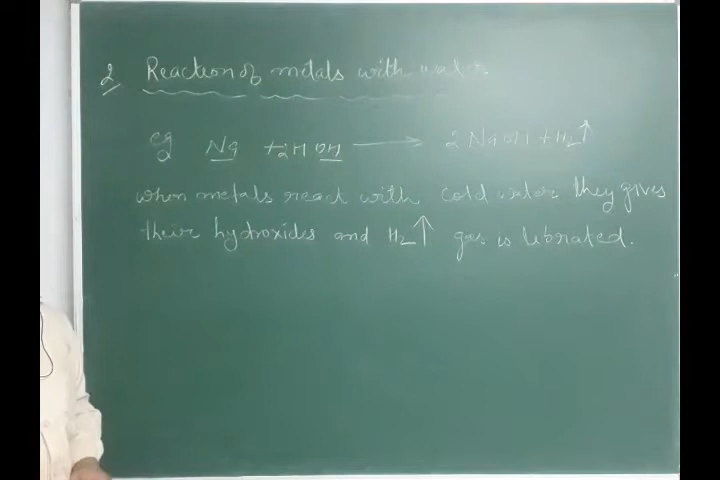 2 Reaction of metals with water
eg Na + 2H OH → 2 NaOH + H₂↑
when metals react with cold water they gives
their hydroxides and H₂↑ gas is librated.